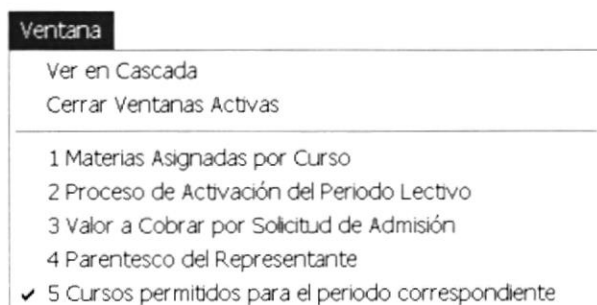 Ventana
Ver en Cascada
Cerrar Ventanas Activas
1 Materias Asignadas por Curso
2 Proceso de Activación del Periodo Lectivo
3 Valor a Cobrar por Solicitud de Admisión
4 Parentesco del Representante
✓ 5 Cursos permitidos para el periodo correspondiente